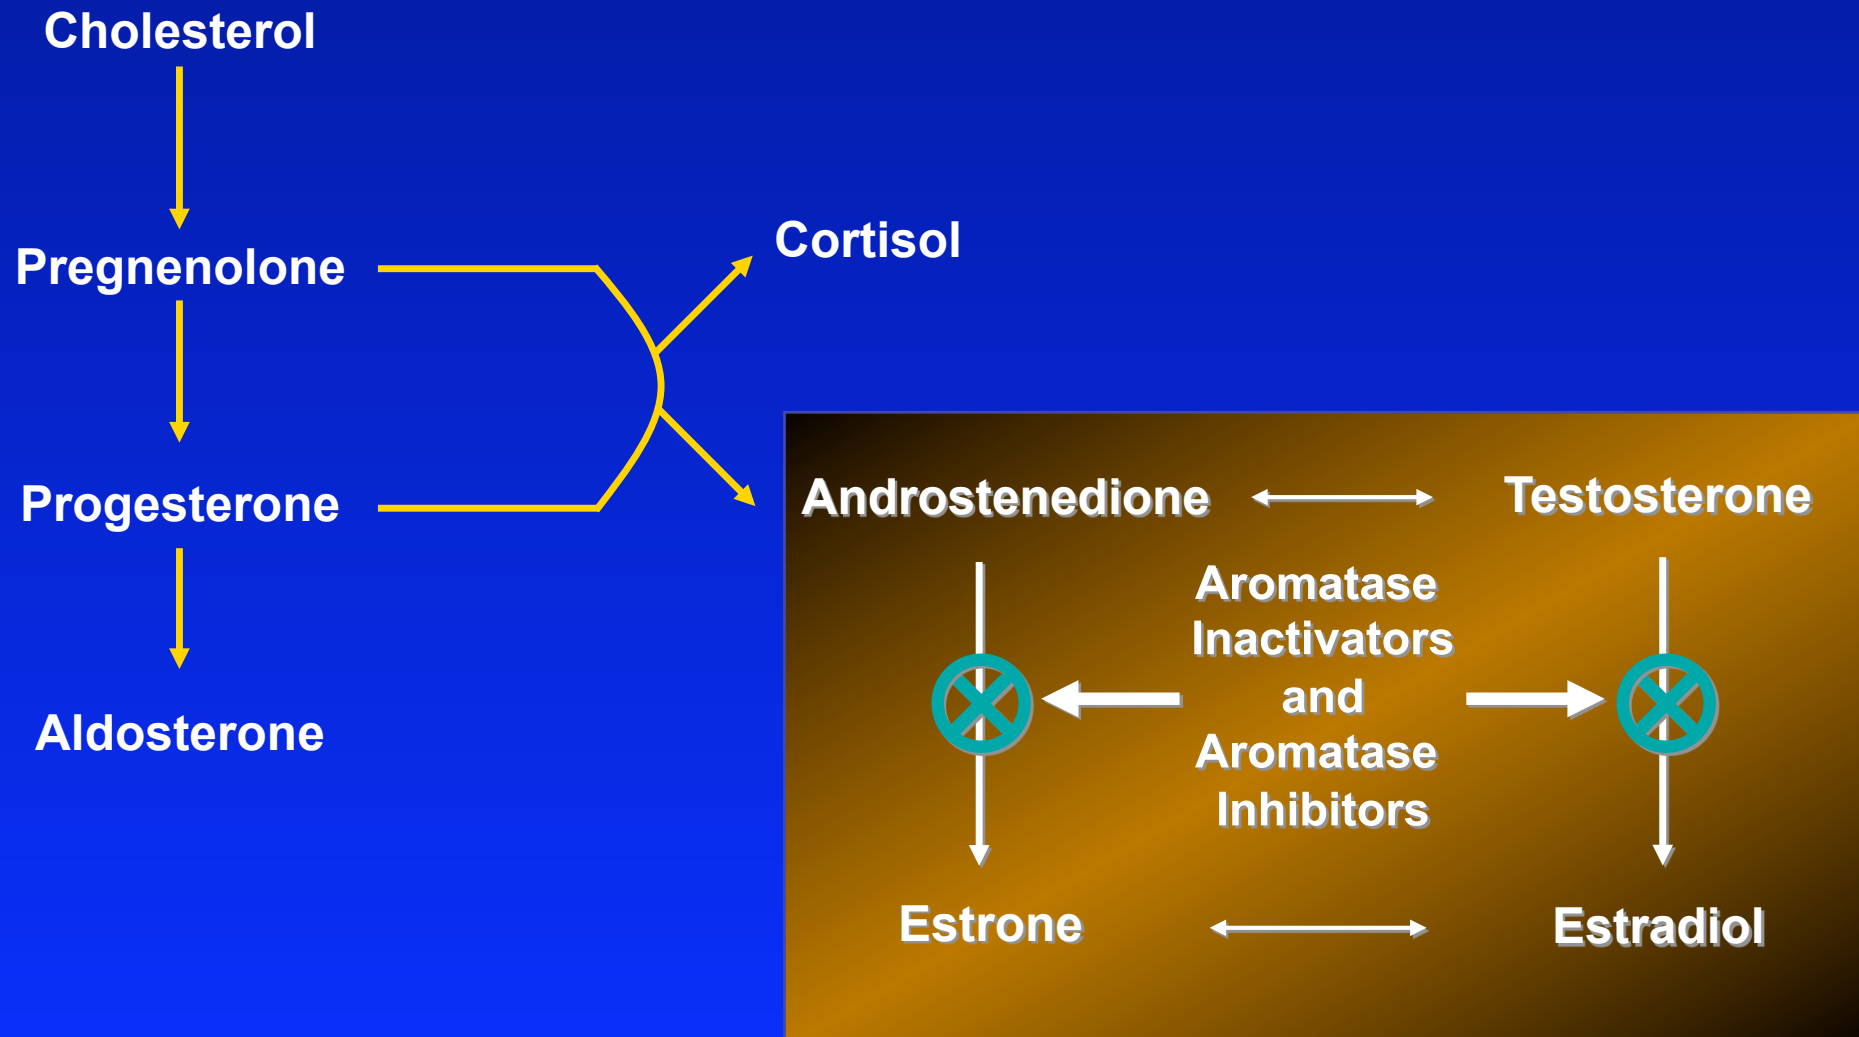 Cholesterol
Pregnenolone
Cortisol
Progesterone
Aldosterone
Androstenedione
Testosterone
Aromatase
Inactivators
and
Aromatase
Inhibitors
Estrone
Estradiol